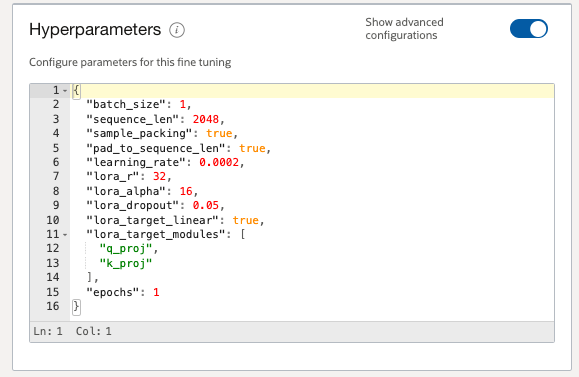 Hyperparameters
Show advanced
configurations
Configure parameters for this fine tuning
1 {
2 "batch_size": 1,
3 "sequence_len": 2048,
4 "sample_packing": true,
5 "pad_to_sequence_len": true,
6 "learning_rate": 0.0002,
7 "lora_r": 32,
8 "lora_alpha": 16,
9 "lora_dropout": 0.05,
10 "lora_target_linear": true,
11 "lora_target_modules": [
12 "q_proj",
13 "k_proj"
14 ],
15 "epochs": 1
16 }
Ln: 1 Col: 1